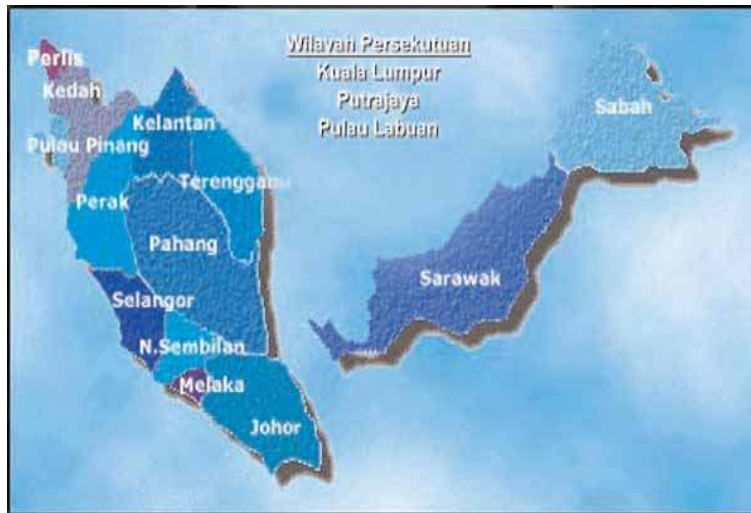 Wilayah Persekutuan
Kuala Lumpur
Putrajaya
Pulau Labuan
Perlis
Kedah
Pulau Pinang
Kelantan
Terengganu
Perak
Pahang
Selangor
N.Sembilan
Melaka
Johor
Sabah
Sarawak